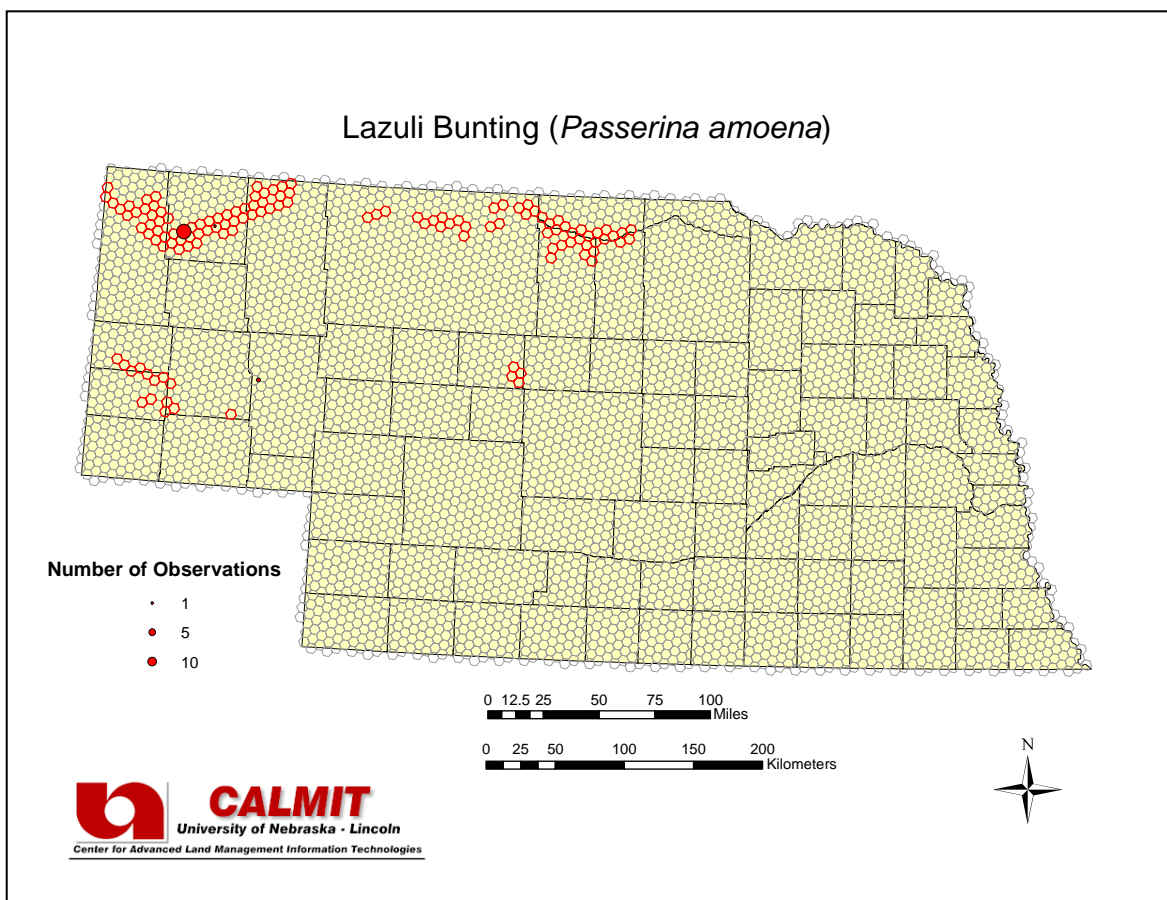 Lazuli Bunting (Passerina amoena)
Number of Observations
1
5
10
0 12.5 25 50 75 100
Miles
0 25 50 100 150 200
Kilometers
N
CALMIT
University of Nebraska - Lincoln
Center for Advanced Land Management Information Technologies